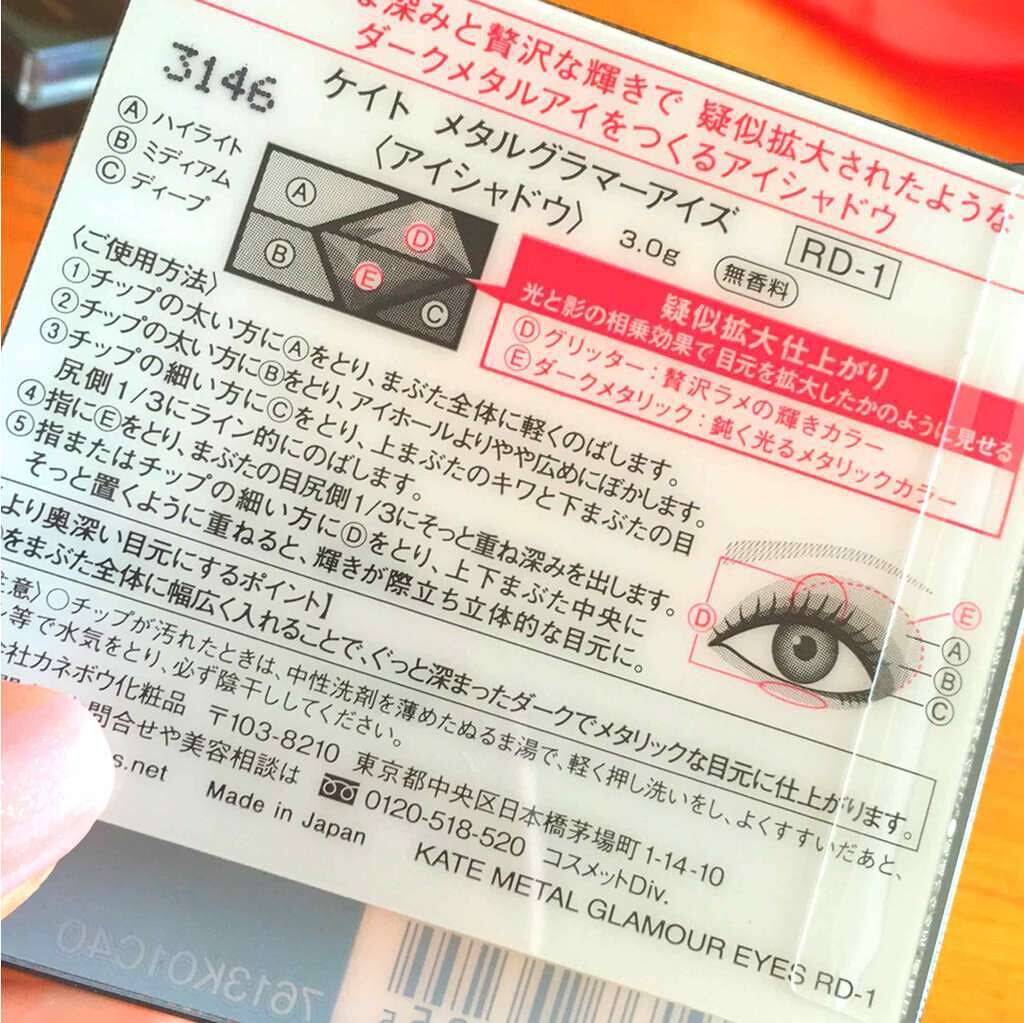 な深みと贅沢な輝きで 疑似拡大されたような
ダークメタルアイをつくるアイシャドウ
3146
ケイト メタルグラマーアイズ
〈アイシャドウ〉
3.0g
RD-1
無香料
Ⓐ ハイライト
Ⓑ ミディアム
Ⓒ ディープ
Ⓐ
Ⓑ
Ⓓ
Ⓔ
Ⓒ
疑似拡大仕上がり
光と影の相乗効果で目元を拡大したかのように見せる
Ⓓ グリッター：贅沢ラメの輝きカラー
Ⓔ ダークメタリック：鈍く光るメタリックカラー
〈ご使用方法〉
①チップの太い方にⒶをとり、まぶた全体に軽くのばします。
②チップの太い方にⒷをとり、アイホールよりやや広めにぼかします。
③チップの細い方にⒸをとり、上まぶたのキワと下まぶたの目
尻側1/3にライン的にのばします。
④指にⒺをとり、まぶたの目尻側1/3にそっと重ね深みを出します。
⑤指またはチップの細い方にⒹをとり、上下まぶた中央に
そっと置くように重ねると、輝きが際立ち立体的な目元に。
Ⓓ
Ⓔ
Ⓐ
Ⓑ
Ⓒ
より奥深い目元にするポイント】
をまぶた全体に幅広く入れることで、ぐっと深まったダークでメタリックな目元に仕上がります。
意〉○チップが汚れたときは、中性洗剤を薄めたぬるま湯で、軽く押し洗いをし、よくすすいだあと、
等で水気をとり、必ず陰干ししてください。
社カネボウ化粧品 〒103-8210 東京都中央区日本橋茅場町1-14-10
問合せや美容相談は 0120-518-520 コスメットDiv.
s.net Made in Japan
KATE METAL GLAMOUR EYES RD-1
7613K01C40